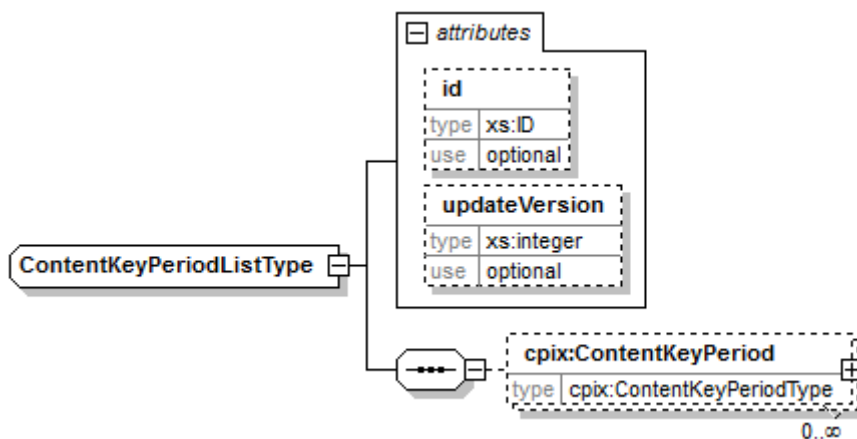 attributes
id
type xs:ID
use optional
updateVersion
type xs:integer
use optional
ContentKeyPeriodListType
cpix:ContentKeyPeriod
type cpix:ContentKeyPeriodType
0..∞